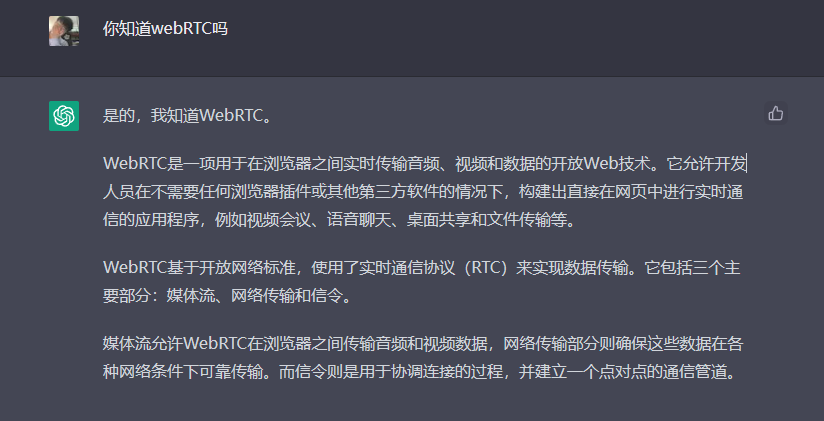 你知道webRTC吗
是的，我知道WebRTC。
WebRTC是一项用于在浏览器之间实时传输音频、视频和数据的开放Web技术。它允许开发
人员在不需要任何浏览器插件或其他第三方软件的情况下，构建出直接在网页中进行实时通
信的应用程序，例如视频会议、语音聊天、桌面共享和文件传输等。
WebRTC基于开放网络标准，使用了实时通信协议（RTC）来实现数据传输。它包括三个主
要部分：媒体流、网络传输和信令。
媒体流允许WebRTC在浏览器之间传输音频和视频数据，网络传输部分则确保这些数据在各
种网络条件下可靠传输。而信令则是用于协调连接的过程，并建立一个点对点的通信管道。